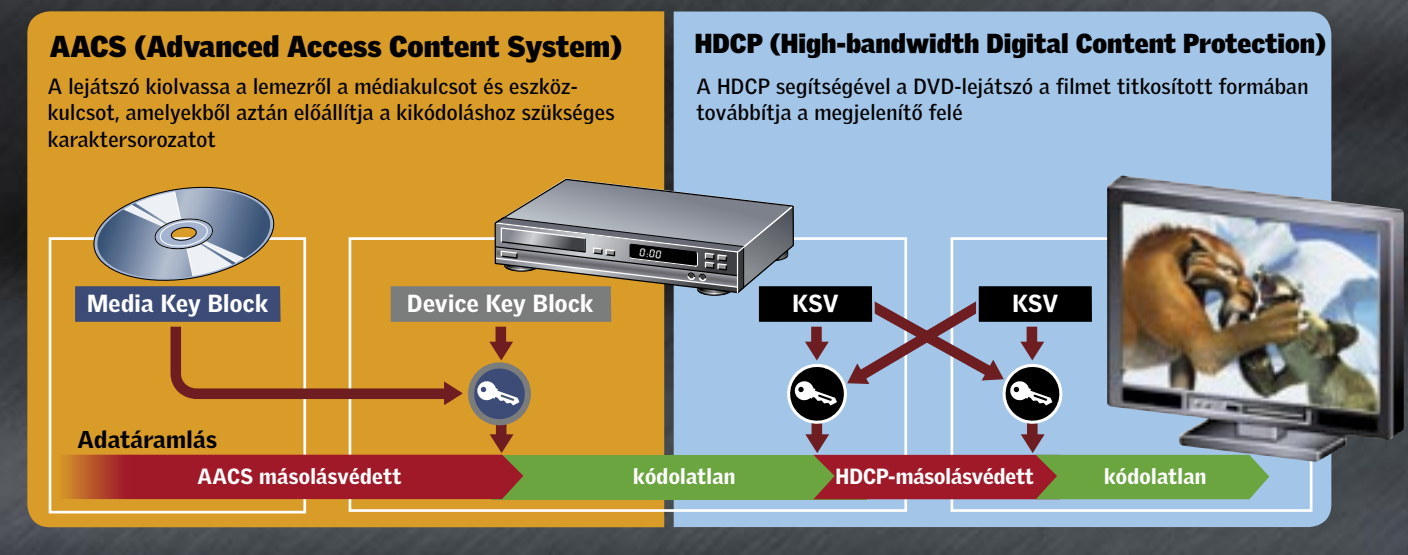 AACS (Advanced Access Content System)
A lejátszó kiolvassa a lemezről a médiakulcsot és eszköz-
kulcsot, amelyekből aztán előállítja a kikódoláshoz szükséges
karaktersorozatot
HDCP (High-bandwidth Digital Content Protection)
A HDCP segítségével a DVD-lejátszó a filmet titkosított formában
továbbítja a megjelenítő felé
0:00
Media Key Block
Device Key Block
KSV
KSV
Adatáramlás
AACS másolásvédett
kódolatlan
HDCP-másolásvédett
kódolatlan